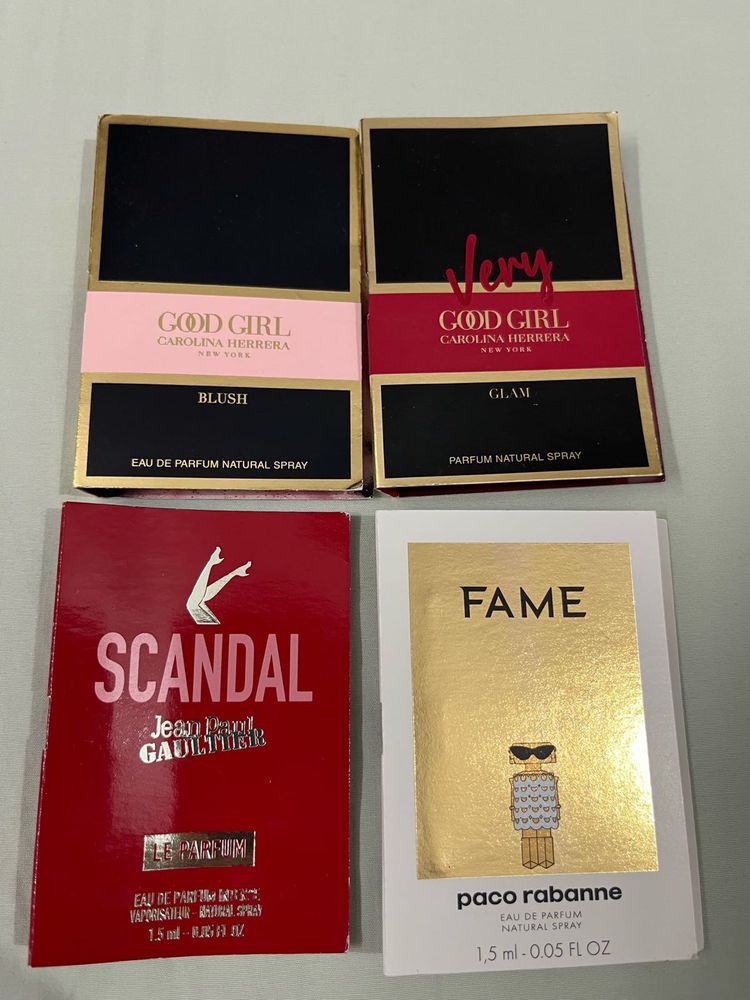 GOOD GIRL
CAROLINA HERRERA
NEW YORK
BLUSH
EAU DE PARFUM NATURAL SPRAY
Very
GOOD GIRL
CAROLINA HERRERA
NEW YORK
GLAM
PARFUM NATURAL SPRAY
SCANDAL
Jean Paul
GAULTIER
LE PARFUM
EAU DE PARFUM INTENSE
VAPORISATEUR - NATURAL SPRAY
1.5 ml - 0.05 Fl OZ
FAME
paco rabanne
EAU DE PARFUM
NATURAL SPRAY
1,5 ml - 0.05 FL OZ